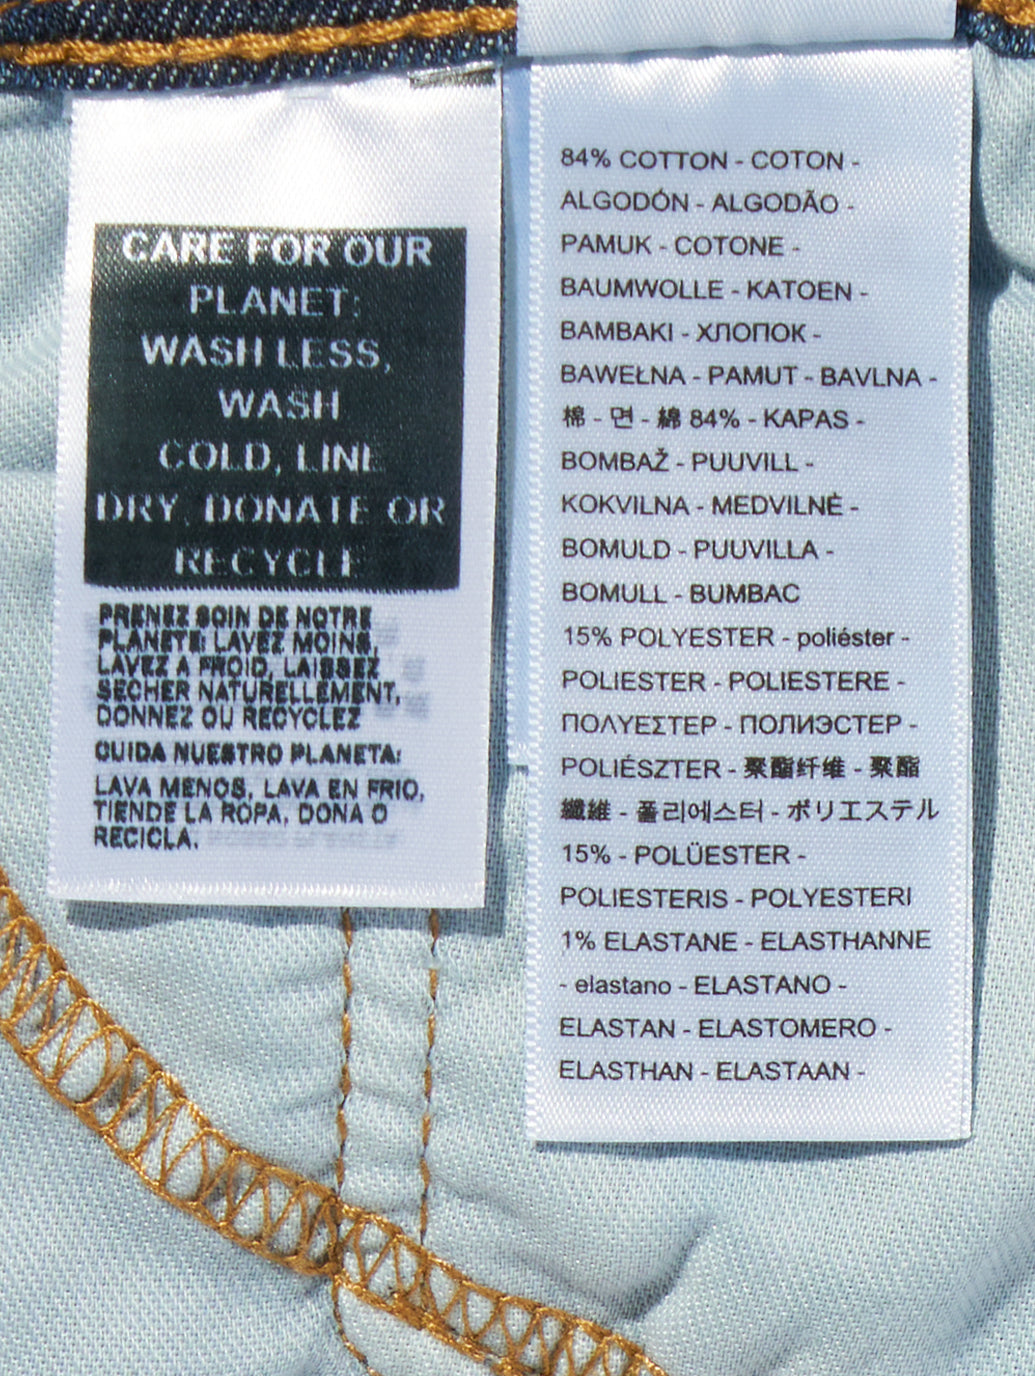 CARE FOR OUR
PLANET:
WASH LESS,
WASH
COLD, LINE
DRY, DONATE OR
RECYCLE
PRENEZ SOIN DE NOTRE
PLANETE: LAVEZ MOINS,
LAVEZ A FROID, LAISSEZ
SECHER NATURELLEMENT,
DONNEZ OU RECYCLEZ
CUIDA NUESTRO PLANETA:
LAVA MENOS, LAVA EN FRIO,
TIENDE LA ROPA, DONA O
RECICLA.
84% COTTON - COTON -
ALGODÓN - ALGODÃO -
PAMUK - COTONE -
BAUMWOLLE - KATOEN -
ΒΑΜΒΑΚΙ - ХЛОПОК -
BAWEŁNA - PAMUT - BAVLNA -
棉 - 면 - 綿 84% - KAPAS -
BOMBAŽ - PUUVILL -
KOKVILNA - MEDVILNĖ -
BOMULD - PUUVILLA -
BOMULL - BUMBAC
15% POLYESTER - poliéster -
POLIESTER - POLIESTERE -
ΠΟΛΥΕΣΤΕΡ - ПОЛИЭСТЕР -
POLIÉSZTER - 聚酯纤维 - 聚酯
纖維 - 폴리에스터 - ポリエステル
15% - POLÜESTER -
POLIESTERIS - POLYESTERI
1% ELASTANE - ELASTHANNE
- elastano - ELASTANO -
ELASTAN - ELASTOMERO -
ELASTHAN - ELASTAAN -